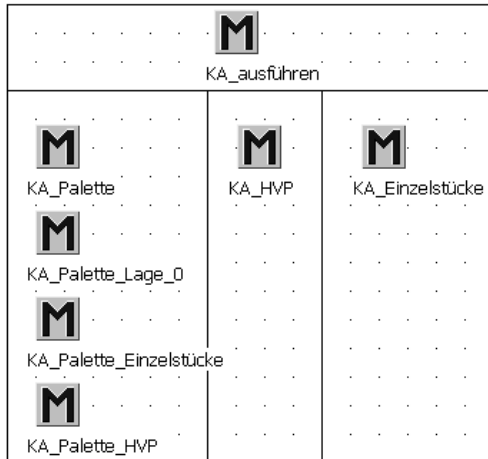 M
KA_ausführen
M M M
KA_Palette KA_HVP KA_Einzelstücke
M
KA_Palette_Lage_0
M
KA_Palette_Einzelstücke
M
KA_Palette_HVP